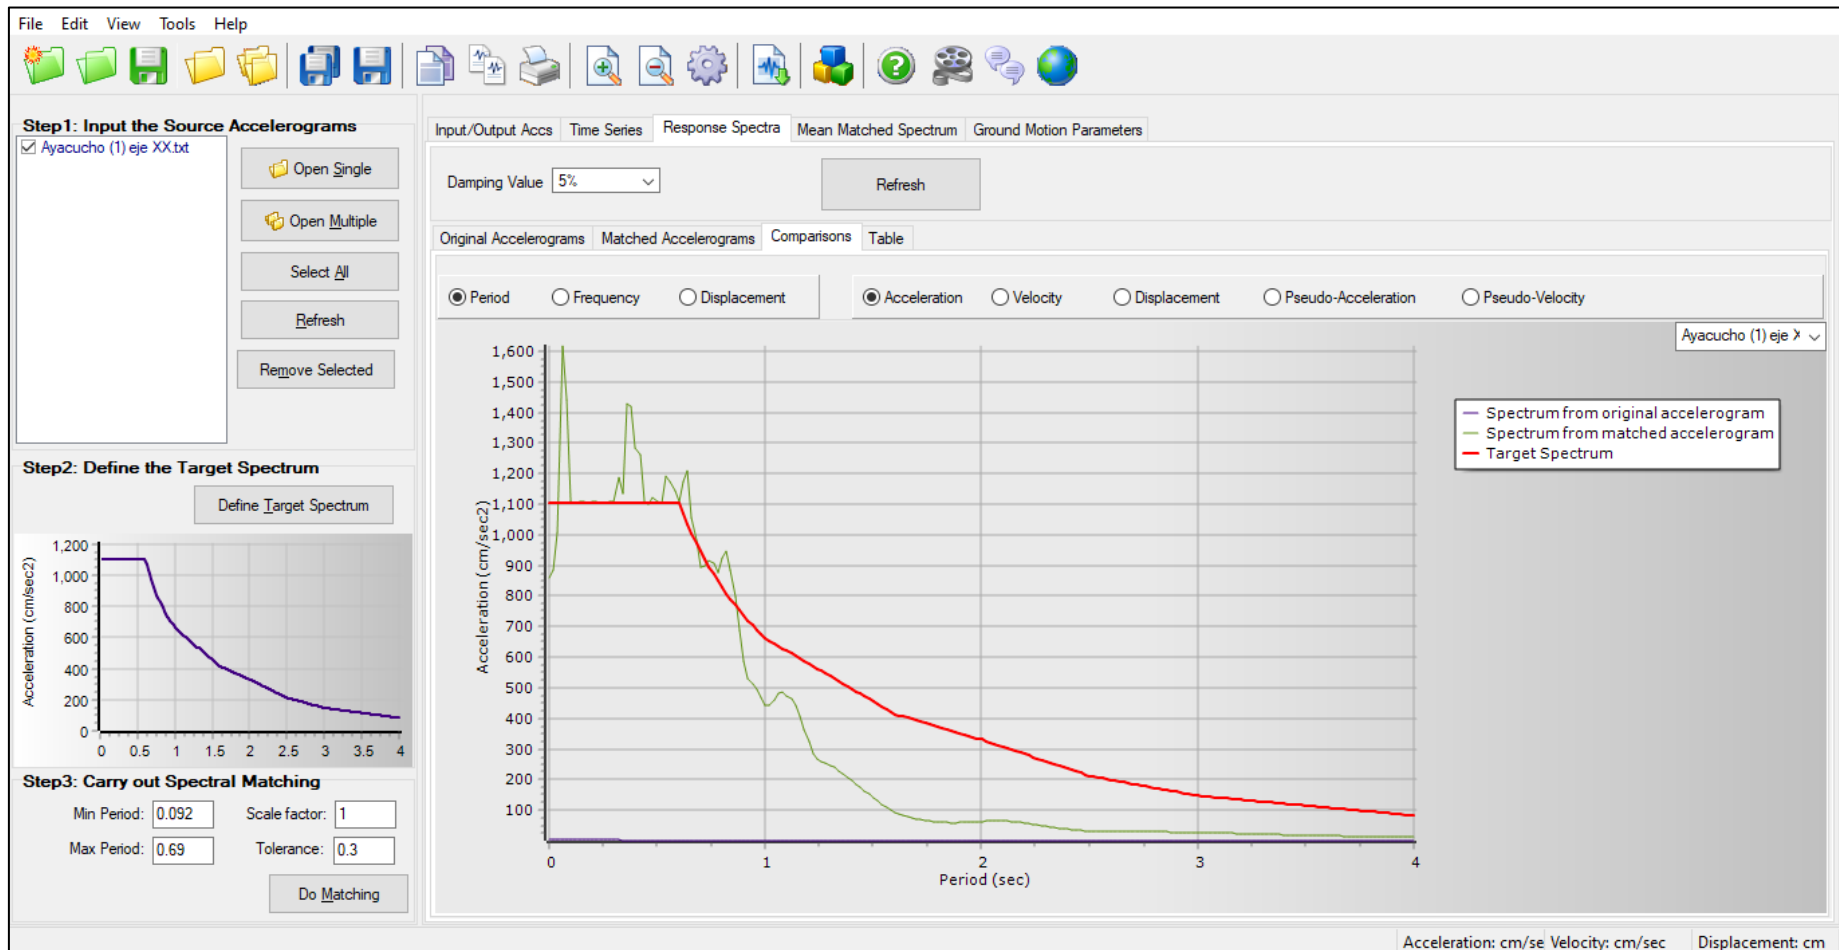 File Edit View Tools Help
Step1: Input the Source Accelerograms
Ayacucho (1) eje XX.txt
Open Single
Open Multiple
Select All
Refresh
Remove Selected
Step2: Define the Target Spectrum
Define Target Spectrum
Acceleration (cm/sec2)
1,200
1,000
800
600
400
200
0
0 0.5 1 1.5 2 2.5 3 3.5 4
Step3: Carry out Spectral Matching
Min Period: 0.092 Scale factor: 1
Max Period: 0.69 Tolerance: 0.3
Do Matching
Input/Output Accs Time Series Response Spectra Mean Matched Spectrum Ground Motion Parameters
Damping Value 5% Refresh
Original Accelerograms Matched Accelerograms Comparisons Table
Period Frequency Displacement Acceleration Velocity Displacement Pseudo-Acceleration Pseudo-Velocity
Ayacucho (1) eje X
Spectrum from original accelerogram
Spectrum from matched accelerogram
Target Spectrum
Acceleration (cm/sec2)
1,600
1,500
1,400
1,300
1,200
1,100
1,000
900
800
700
600
500
400
300
200
100
0 1 2 3 4
Period (sec)
Acceleration: cm/se Velocity: cm/sec Displacement: cm